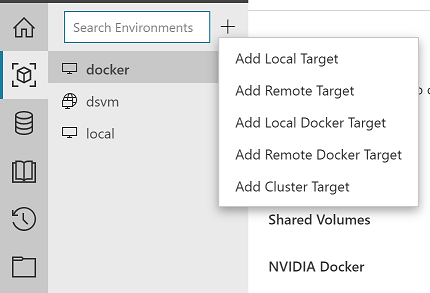 Search Environments
docker
dsvm
local
Add Local Target
Add Remote Target
Add Local Docker Target
Add Remote Docker Target
Add Cluster Target
Shared Volumes
NVIDIA Docker